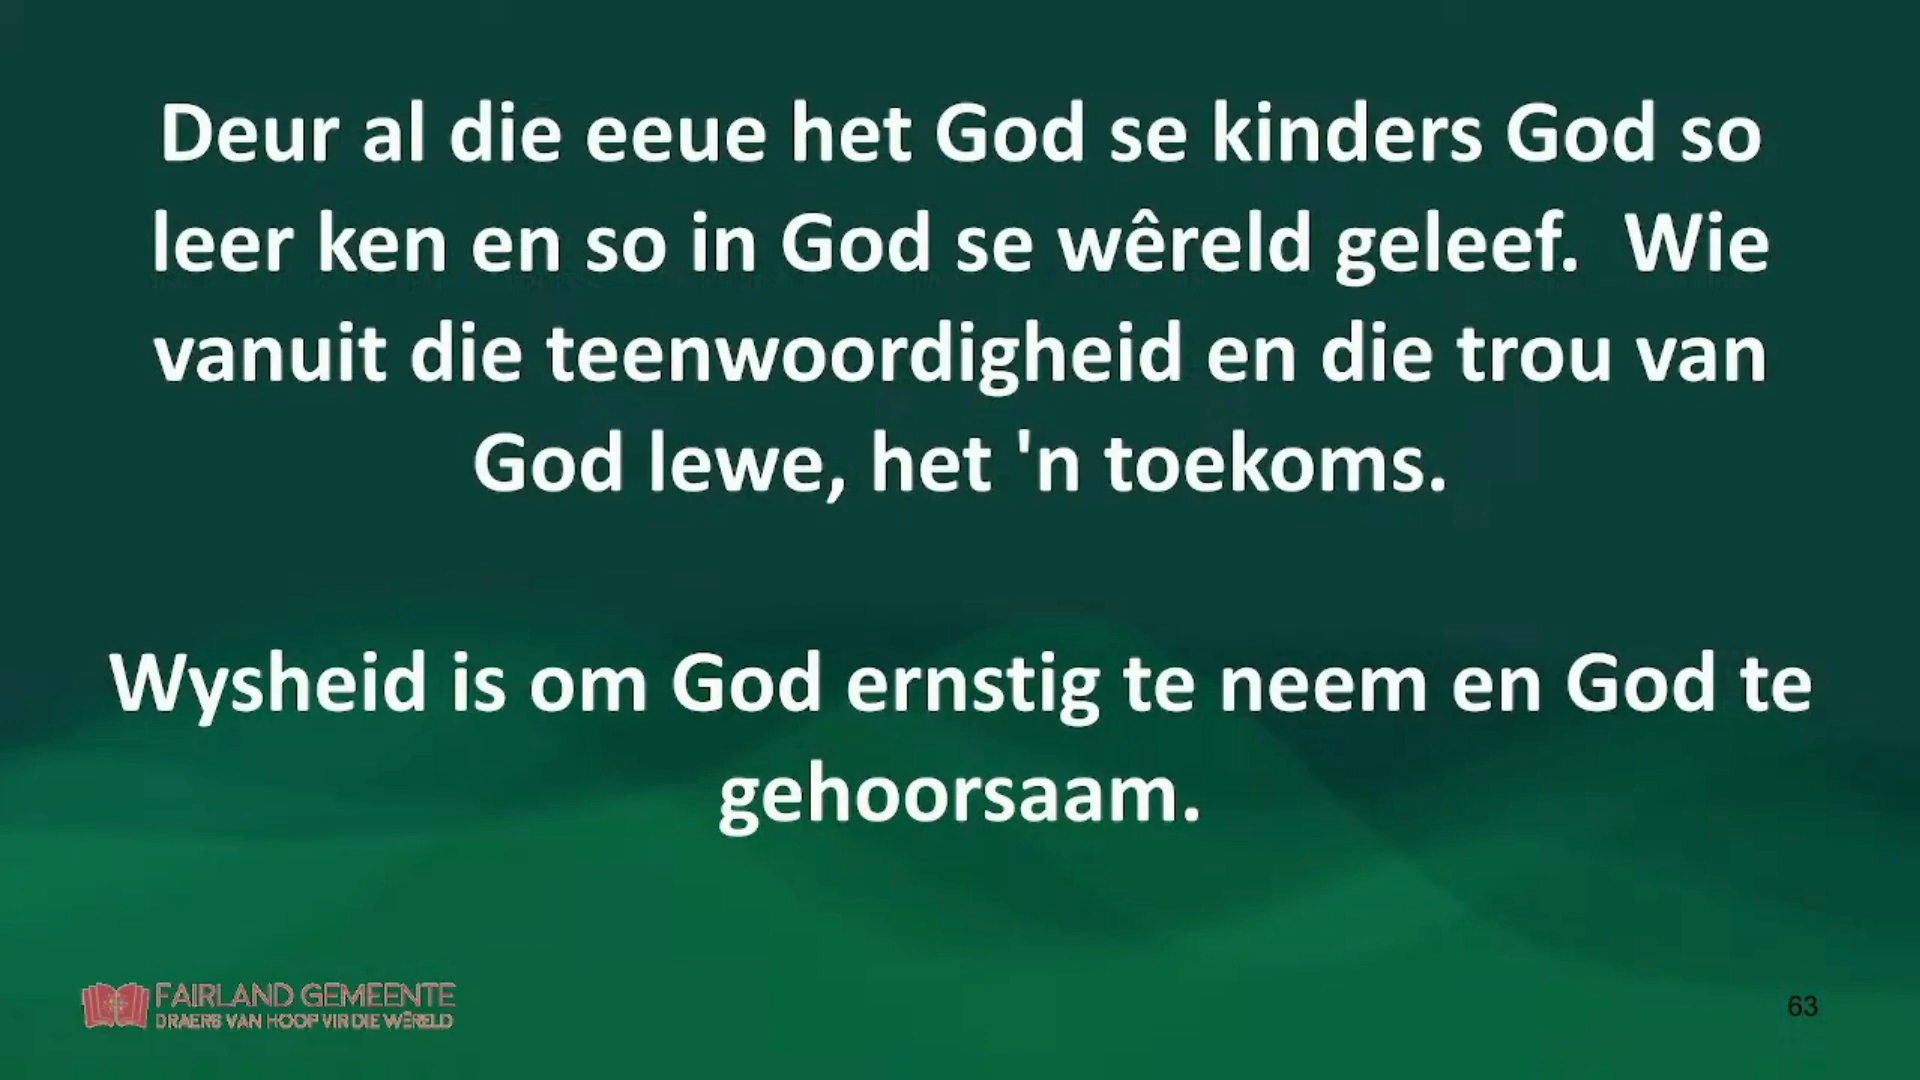 Deur al die eeue het God se kinders God so
leer ken en so in God se wêreld geleef.  Wie
vanuit die teenwoordigheid en die trou van
God lewe, het 'n toekoms.
Wysheid is om God ernstig te neem en God te
gehoorsaam.
FAIRLAND GEMEENTE
DRAERS VAN HOOP VIR DIE WÊRELD
63